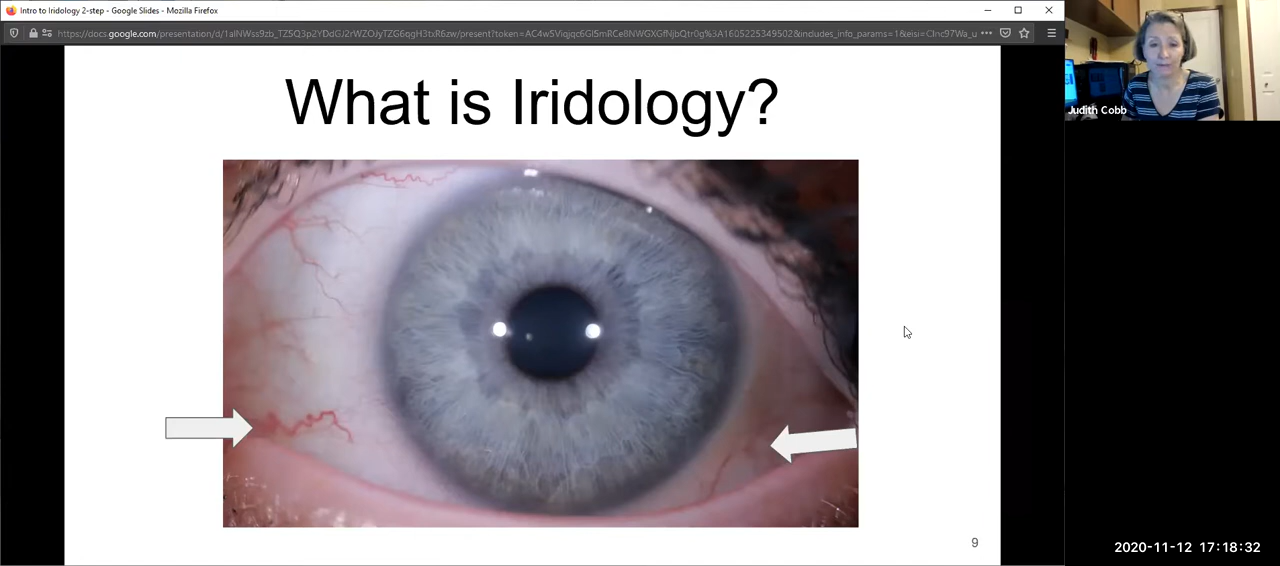 Intro to Iridology 2-step - Google Slides - Mozilla Firefox
What is Iridology?
Judith Cobb
9
2020-11-12 17:18:32